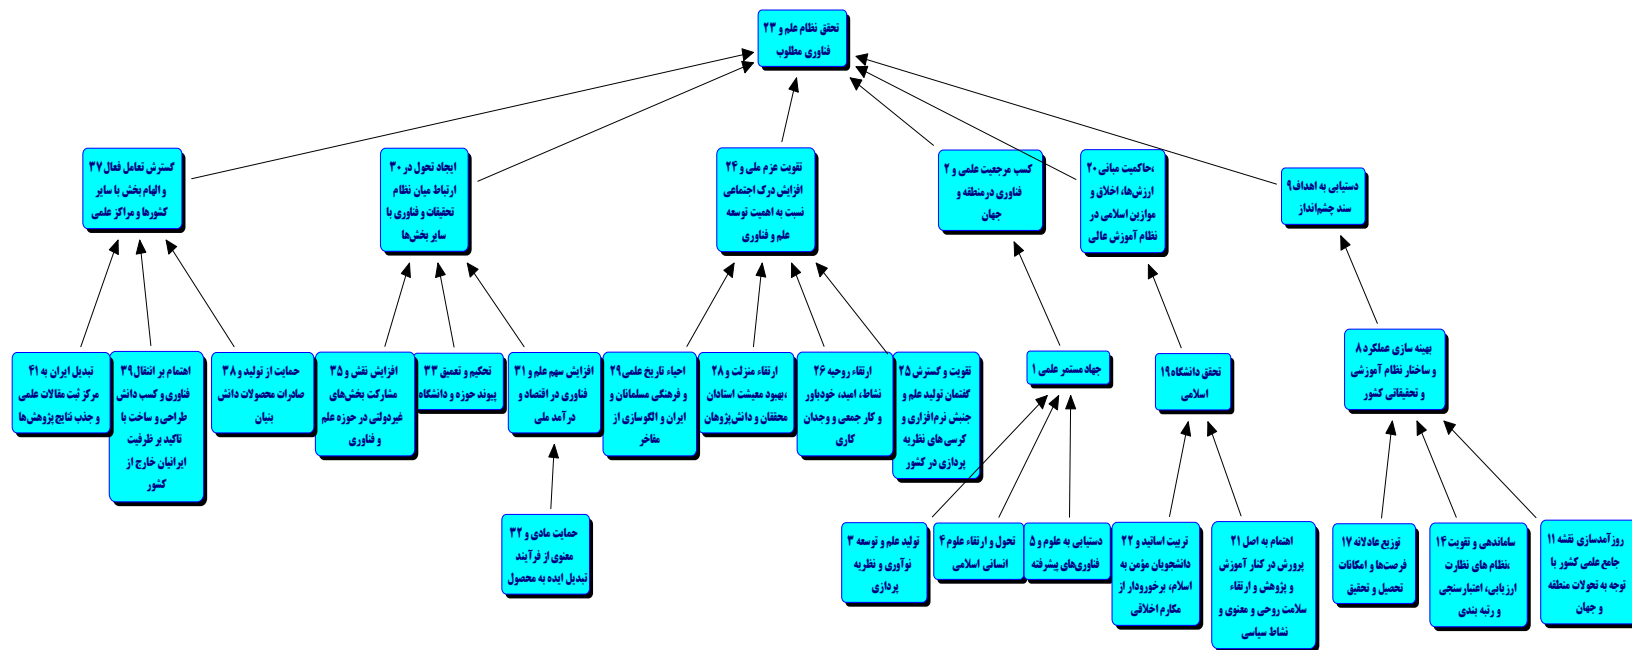 تحقق نظام علم و ۲۳
فناوری مطلوب
گسترش تعامل فعال ۳۷
و الهام بخش با سایر
کشورها و مراکز علمی
ایجاد تحول در ۳۰
ارتباط میان نظام
تحقیقات و فناوری با
سایر بخش‌ها
تقویت عزم ملی و ۲۴
افزایش درک اجتماعی
نسبت به اهمیت توسعه
علم و فناوری
کسب مرجعیت علمی و ۲
فناوری درمنطقه و
جهان
،حاکمیت مبانی ۲۰
ارزش‌ها، اخلاق و
موازین اسلامی در
نظام آموزش عالی
دستیابی به اهداف ۹
سند چشم‌انداز
تبدیل ایران به ۴۱
مرکز ثبت مقالات علمی
و جذب نتایج پژوهش‌ها
اهتمام بر انتقال ۳۹
فناوری و کسب دانش
طراحی و ساخت با
تاکید بر ظرفیت
ایرانیان خارج از
کشور
حمایت از تولید و ۳۸
صادرات محصولات دانش
بنیان
افزایش نقش و ۳۵
مشارکت بخش‌های
غیردولتی در حوزه علم
و فناوری
تحکیم و تعمیق ۳۳
پیوند حوزه و دانشگاه
افزایش سهم علم و ۳۱
فناوری در اقتصاد و
درآمد ملی
احیاء تاریخ علمی ۲۹
و فرهنگی مسلمانان و
ایران و الگوسازی از
مفاخر
ارتقاء منزلت و ۲۸
،بهبود معیشت استادان
محققان و دانش‌پژوهان
ارتقاء روحیه ۲۶
نشاط، امید، خودباور
و کار جمعی و وجدان
کاری
تقویت و گسترش ۲۵
گفتمان تولید علم و
جنبش نرم‌افزاری و
کرسی های نظریه
پردازی در کشور
جهاد مستمر علمی ۱
تحقق دانشگاه ۱۹
اسلامی
بهینه سازی عملکرد ۸
و ساختار نظام آموزشی
و تحقیقاتی کشور
حمایت مادی و ۳۲
معنوی از فرآیند
تبدیل ایده به محصول
تولید علم و توسعه ۳
نوآوری و نظریه
پردازی
تحول و ارتقاء علوم ۴
انسانی اسلامی
دستیابی به علوم و ۵
فناوری‌های پیشرفته
تربیت اساتید و ۲۲
دانشجویان مؤمن به
اسلام، برخورودار از
مکارم اخلاقی
اهتمام به اصل ۲۱
پرورش در کنار آموزش
و پژوهش و ارتقاء
سلامت روحی و معنوی و
نشاط سیاسی
توزیع عادلانه ۱۷
فرصت‌ها و امکانات
تحصیل و تحقیق
ساماندهی و تقویت ۱۴
،نظام های نظارت
ارزیابی، اعتبارسنجی
و رتبه بندی
روزآمدسازی نقشه ۱۱
جامع علمی کشور با
توجه به تحولات منطقه
و جهان